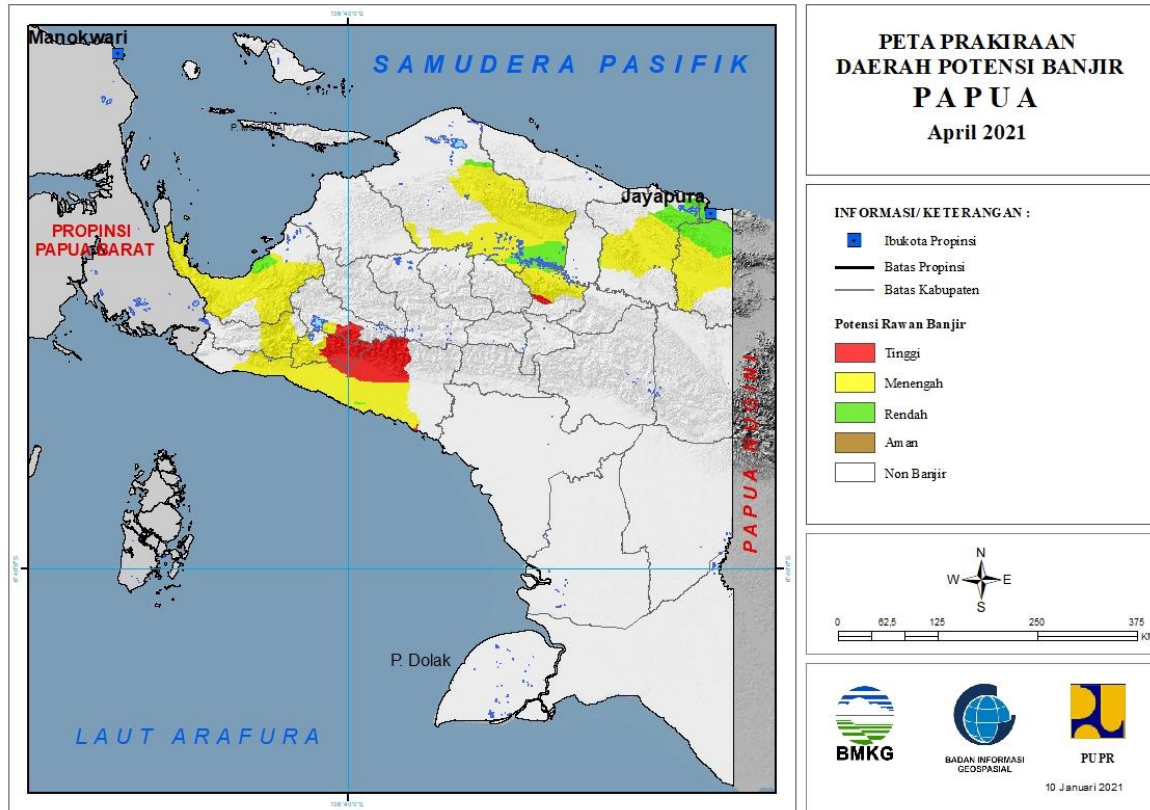 PETA PRAKIRAAN
DAERAH POTENSI BANJIR
PAPUA
April 2021
Manokwari
SAMUDERA PASIFIK
Jayapura
PROPINSI
PAPUA BARAT
PAPUA NUGINI
P. Dolak
LAUT ARAFURA
INFORMASI/ KETERANGAN :
Ibukota Propinsi
Batas Propinsi
Batas Kabupaten
Potensi Rawan Banjir
Tinggi
Menengah
Rendah
Aman
Non Banjir
N
W E
S
0 62,5 125 250 375
KM
BMKG
BADAN INFORMASI
GEOSPASIAL
PUPR
10 Januari 2021